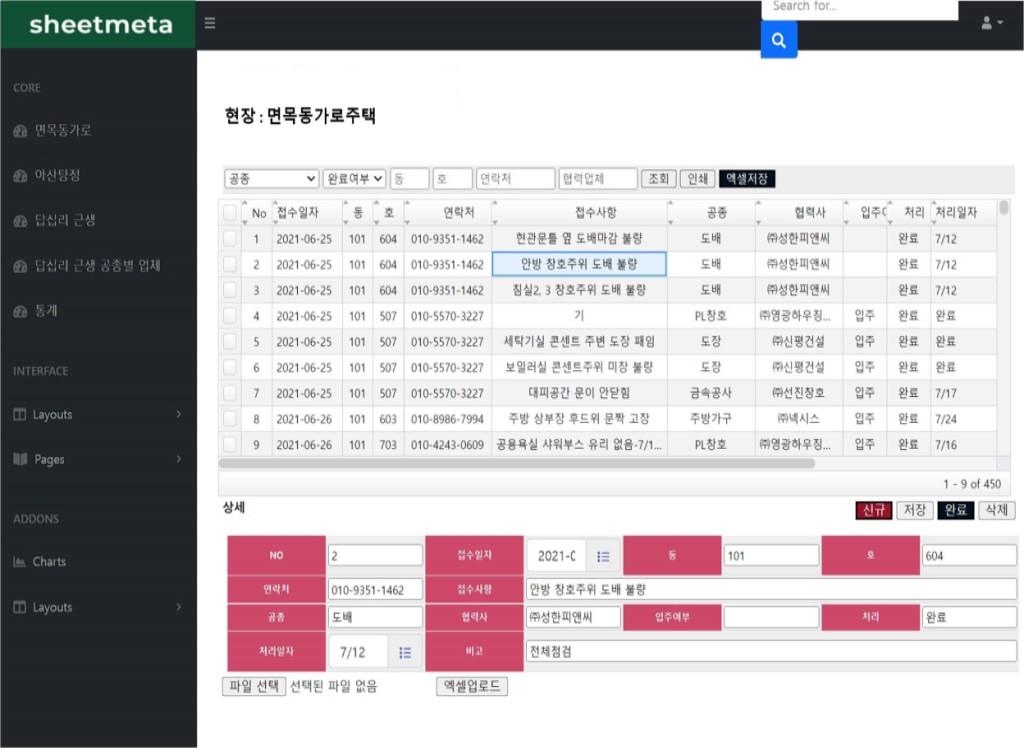 sheetmeta
Search for...
CORE
면목동가로
아산탕정
답십리 근생
답십리 근생 공종별 업체
통계
INTERFACE
Layouts
Pages
ADDONS
Charts
Layouts
현장 : 면목동가로주택
공종 완료여부 동 호 연락처 협력업체 조회 인쇄 엑셀저장
No 접수일자 동 호 연락처 접수사항 공종 협력사 처리 처리일자
1 2021-06-25 101 604 010-9351-1462 현관문틀 옆 도배마감 불량 도배 ㈜성한피앤씨 완료 7/12
2 2021-06-25 101 604 010-9351-1462 안방 창호주위 도배 불량 도배 ㈜성한피앤씨 완료 7/12
3 2021-06-25 101 604 010-9351-1462 침실2, 3 창호주위 도배 불량 도배 ㈜성한피앤씨 완료 7/12
4 2021-06-25 101 507 010-5570-3227 기 PL창호 ㈜영광하우징... 입주 완료 완료
5 2021-06-25 101 507 010-5570-3227 세탁기실 콘센트 주변 도장 패임 도장 ㈜신평건설 입주 완료 완료
6 2021-06-25 101 507 010-5570-3227 보일러실 콘센트주위 미장 불량 도장 ㈜신평건설 입주 완료 완료
7 2021-06-25 101 507 010-5570-3227 대피공간 문이 안닫힘 금속공사 ㈜선진창호 입주 완료 7/17
8 2021-06-26 101 603 010-8986-7994 주방 상부장 후드위 문짝 고장 주방가구 ㈜넥시스 입주 완료 7/24
9 2021-06-26 101 703 010-4243-0609 공용욕실 샤워부스 유리 없음-7/1... PL창호 ㈜영광하우징... 입주 완료 7/16
1 - 9 of 450
상세 신규 저장 완료 삭제
NO 2 접수일자 2021-0 동 101 호 604
연락처 010-9351-1462 접수사항 안방 창호주위 도배 불량
공종 도배 협력사 ㈜성한피앤씨 입주여부 처리 완료
처리일자 7/12 비고 전체점검
파일 선택 선택된 파일 없음 엑셀업로드